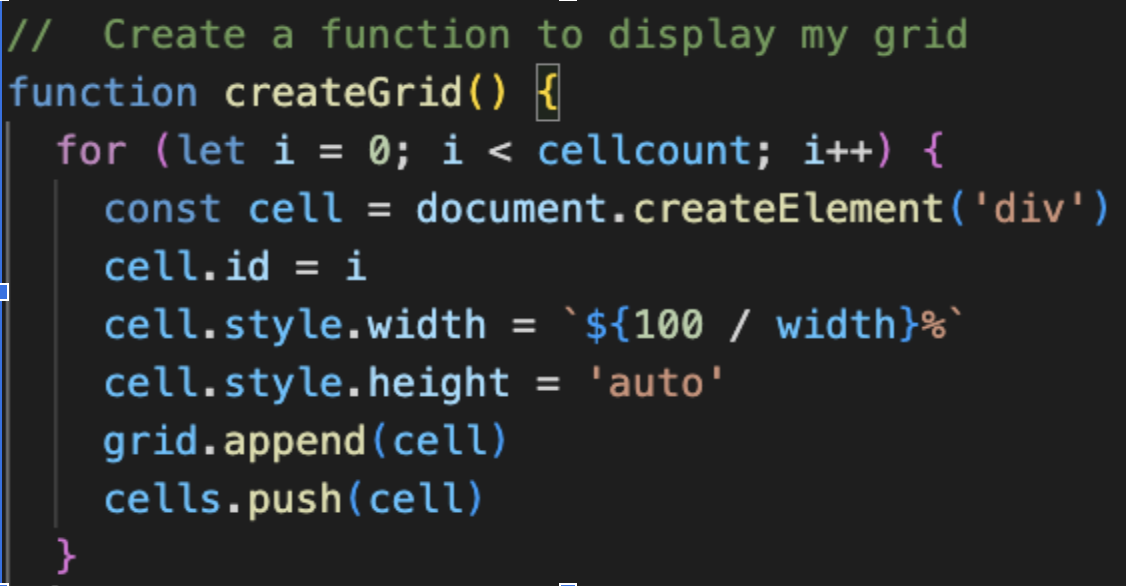 //  Create a function to display my grid
function createGrid() {
  for (let i = 0; i < cellcount; i++) {
    const cell = document.createElement('div')
    cell.id = i
    cell.style.width = `${100 / width}%`
    cell.style.height = 'auto'
    grid.append(cell)
    cells.push(cell)
  }